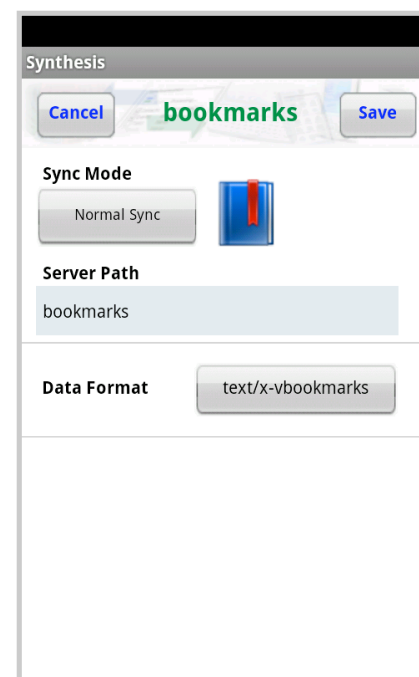 Synthesis
Cancel bookmarks Save
Sync Mode
Normal Sync
Server Path
bookmarks
Data Format text/x-vbookmarks